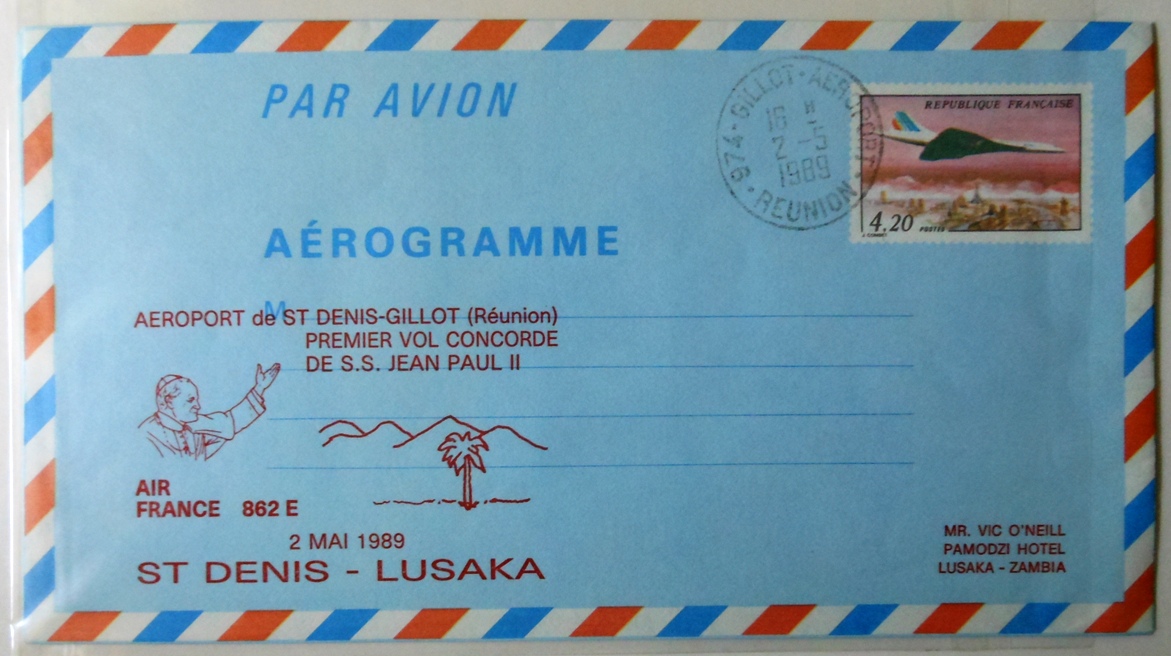 PAR AVION
974 - GILLOT - AEROPORT - REUNION
16 H
2 - 5
1989
REPUBLIQUE FRANÇAISE
4,20 POSTES
AÉROGRAMME
M
AEROPORT de ST DENIS-GILLOT (Réunion)
PREMIER VOL CONCORDE
DE S.S. JEAN PAUL II
AIR
FRANCE 862 E
2 MAI 1989
ST DENIS - LUSAKA
MR. VIC O'NEILL
PAMODZI HOTEL
LUSAKA - ZAMBIA